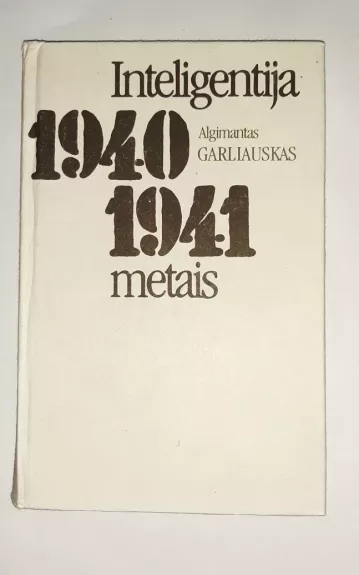 Inteligentija
1940
Algimantas
GARLIAUSKAS
1941
metais